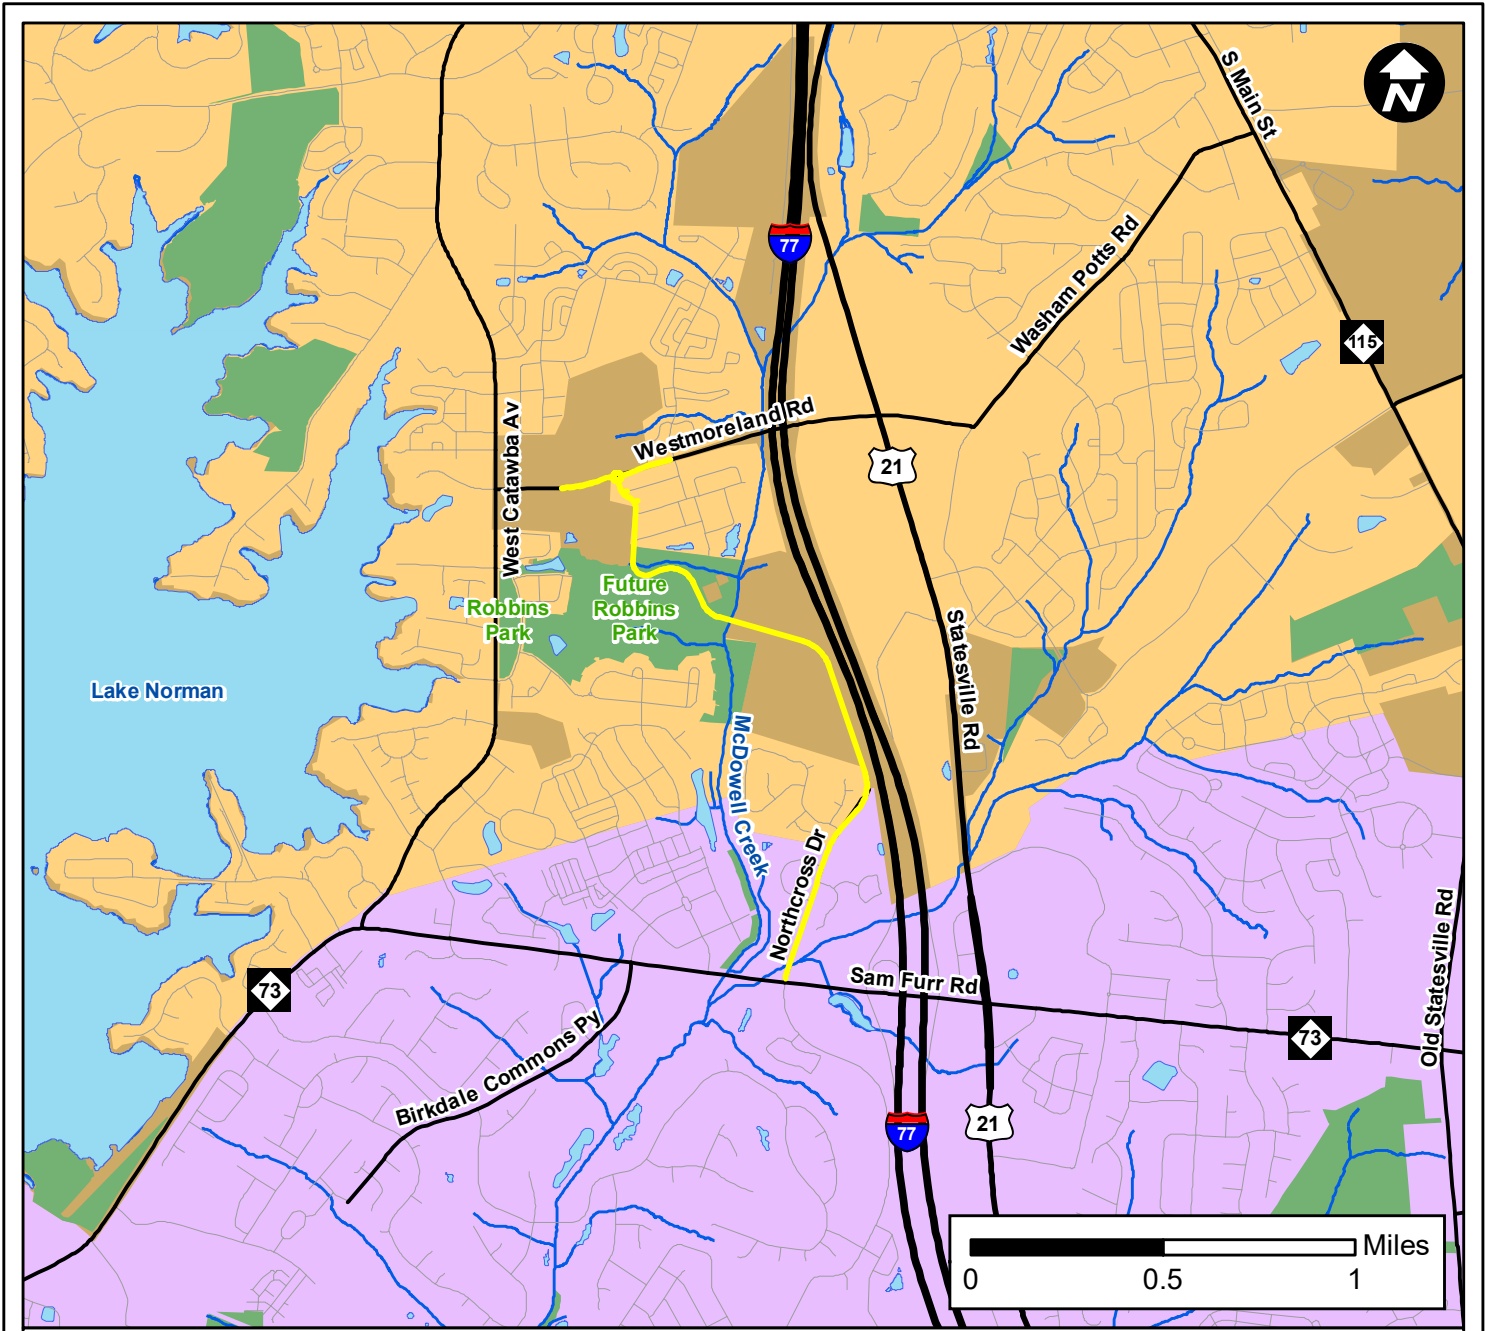 N
S Main St
77
Washam Potts Rd
115
West Catawba Av
Westmoreland Rd
21
Robbins
Park
Future
Robbins
Park
Statesville Rd
Lake Norman
McDowell Creek
Northcross Dr
73
Sam Furr Rd
Old Statesville Rd
73
Birkdale Commons Py
77
21
Miles
0 0.5 1